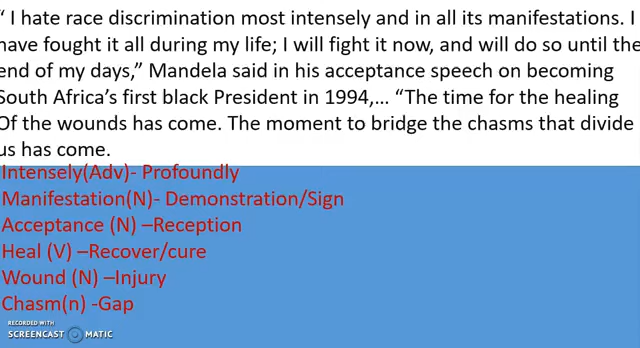 “ I hate race discrimination most intensely and in all its manifestations. I
have fought it all during my life; I will fight it now, and will do so until the
end of my days,” Mandela said in his acceptance speech on becoming
South Africa’s first black President in 1994,… “The time for the healing
Of the wounds has come. The moment to bridge the chasms that divide
us has come.
Intensely(Adv)- Profoundly
Manifestation(N)- Demonstration/Sign
Acceptance (N) –Reception
Heal (V) –Recover/cure
Wound (N) –Injury
Chasm(n) -Gap
RECORDED WITH
SCREENCAST MATIC